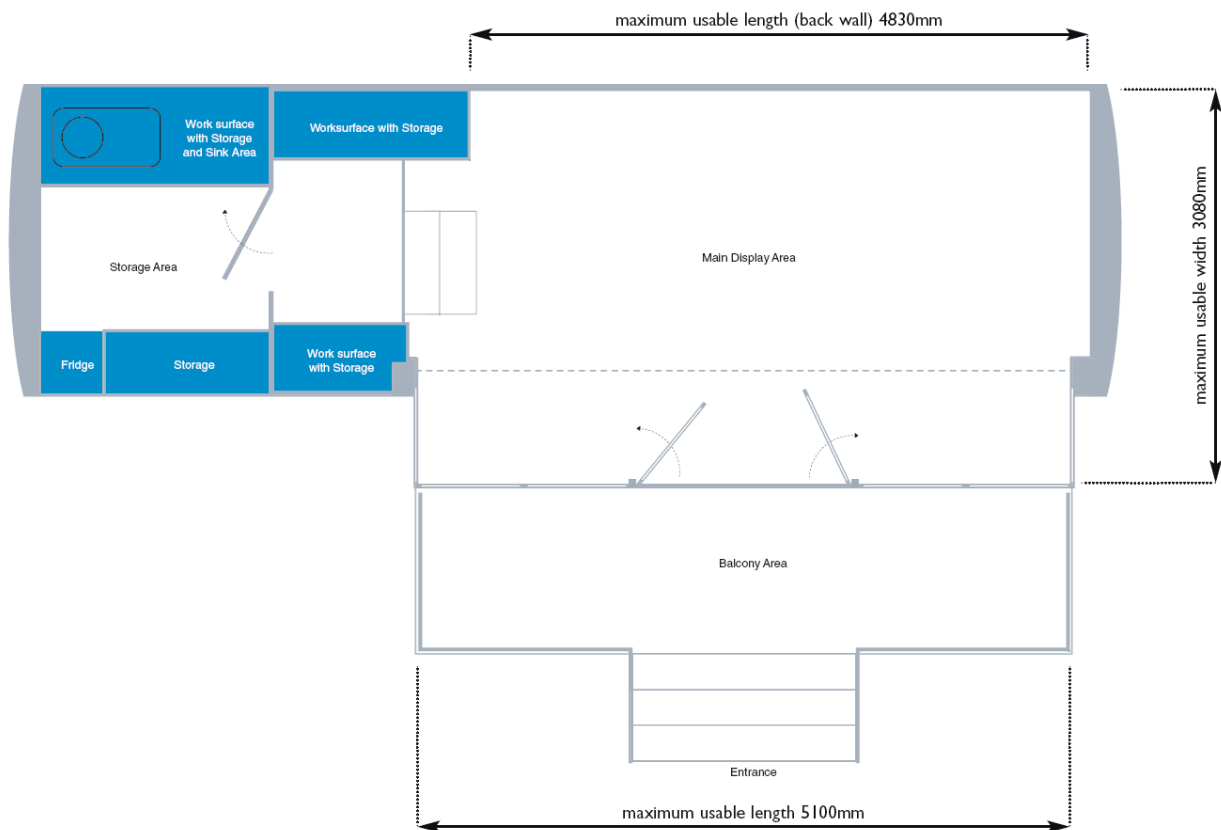 maximum usable length (back wall) 4830mm
Work surface
with Storage
and Sink Area
Worksurface with Storage
Storage Area
Main Display Area
maximum usable width 3080mm
Fridge
Storage
Work surface
with Storage
Balcony Area
Entrance
maximum usable length 5100mm